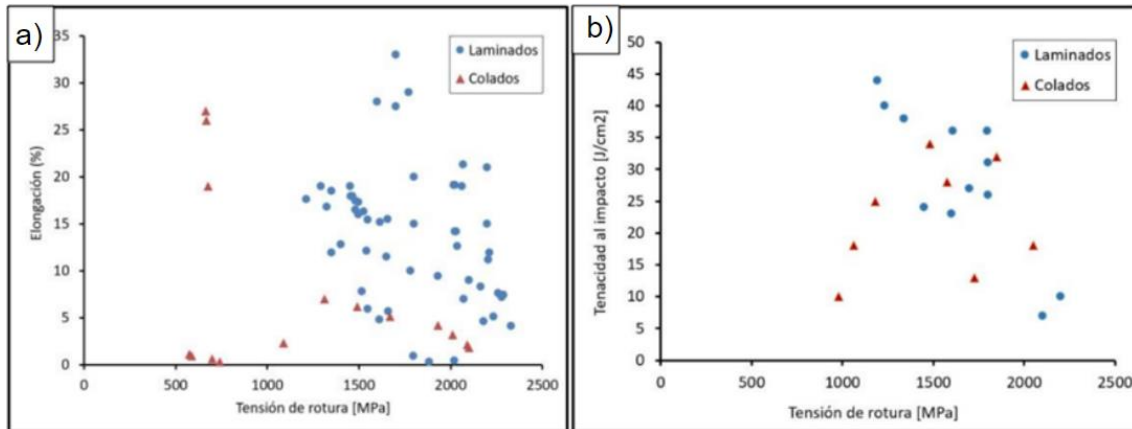 a)
35
30
25
20
15
10
5
0
Elongación (%)
Laminados
Colados
0 500 1000 1500 2000 2500
Tensión de rotura [MPa]
b)
50
45
40
35
30
25
20
15
10
5
0
Tenacidad al impacto [J/cm2]
Laminados
Colados
0 500 1000 1500 2000 2500
Tensión de rotura [MPa]